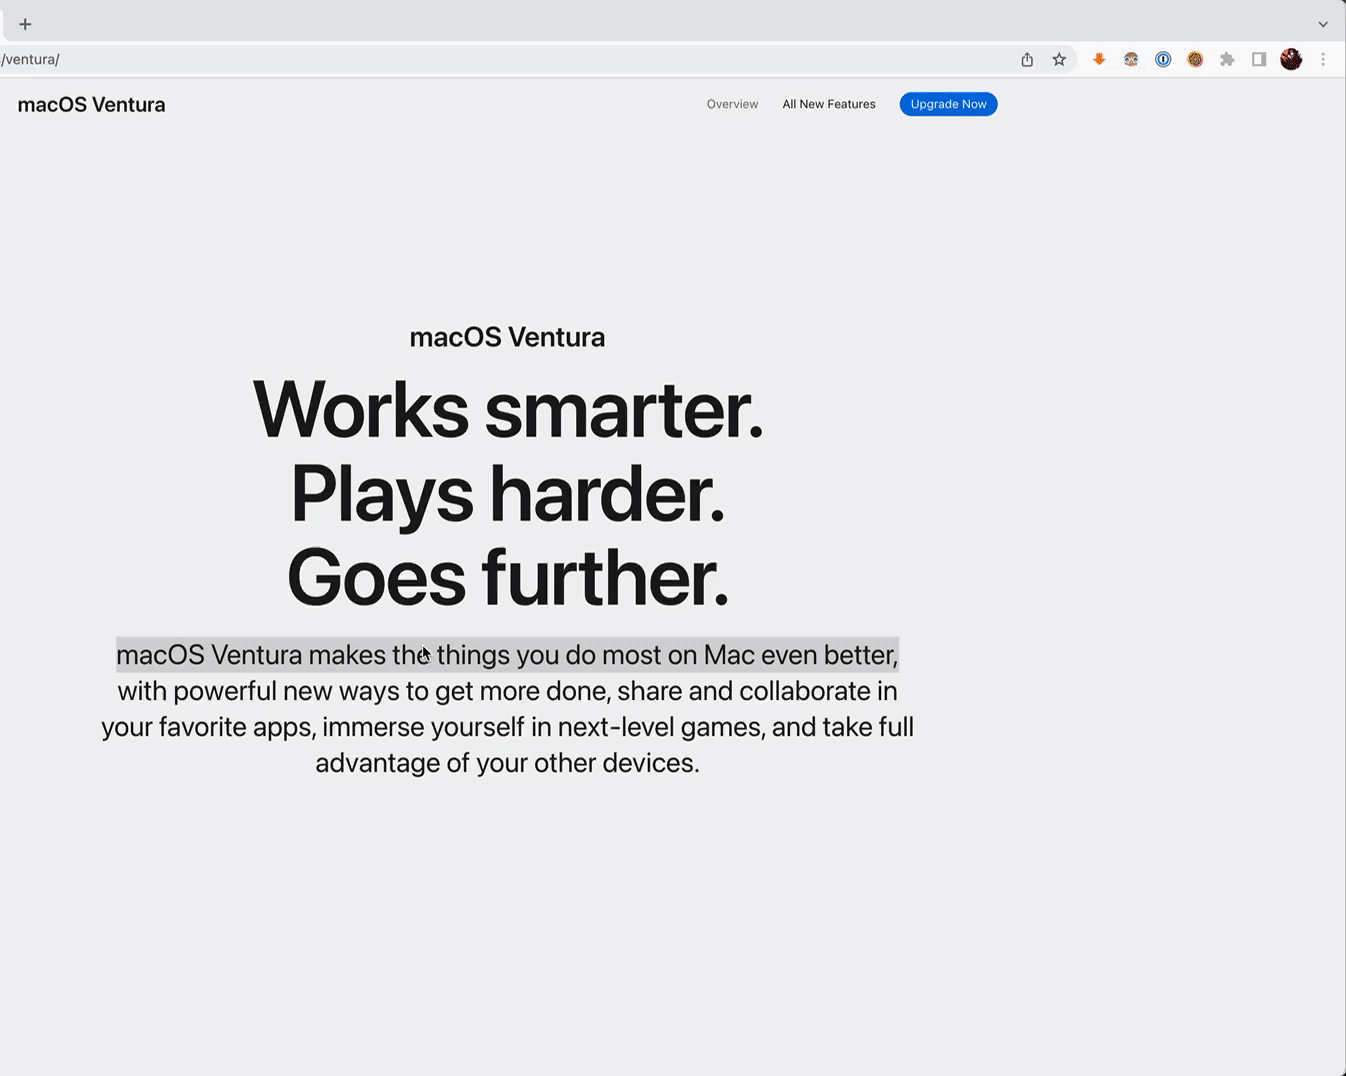 /ventura/
macOS Ventura
Overview
All New Features
Upgrade Now
macOS Ventura
Works smarter.
Plays harder.
Goes further.
macOS Ventura makes the things you do most on Mac even better,
with powerful new ways to get more done, share and collaborate in
your favorite apps, immerse yourself in next-level games, and take full
advantage of your other devices.